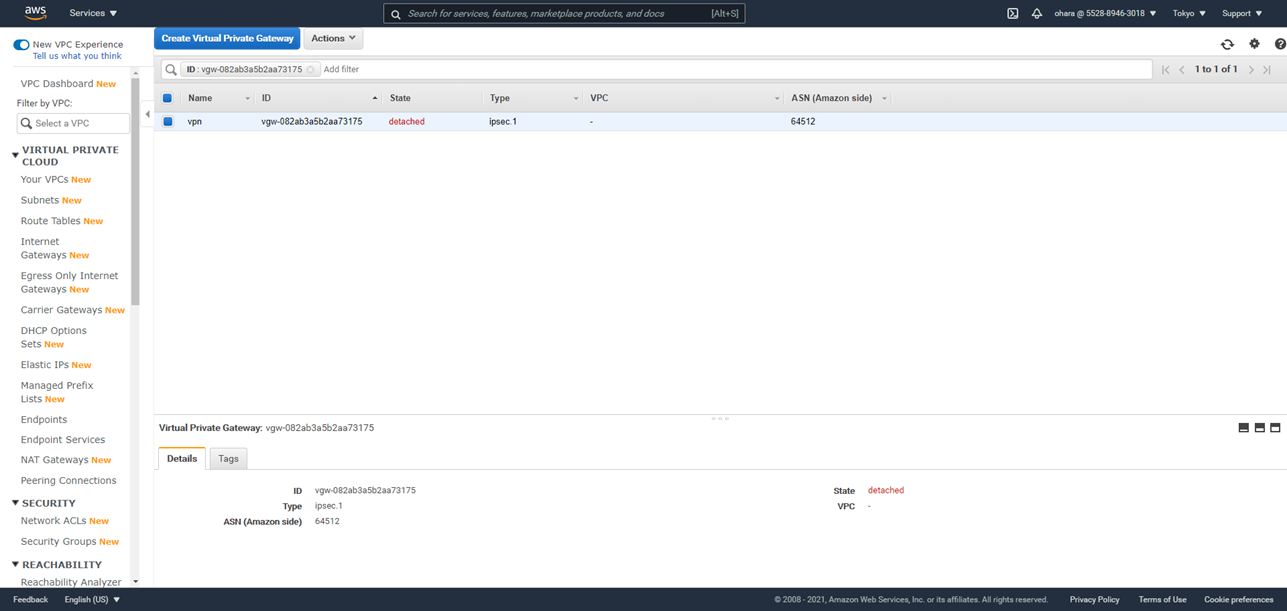 aws Services Search for services, features, marketplace products, and docs [Alt+S] ohara @ 5528-8946-3018 Tokyo Support
New VPC Experience
Tell us what you think
VPC Dashboard New
Filter by VPC:
Select a VPC
VIRTUAL PRIVATE
CLOUD
Your VPCs New
Subnets New
Route Tables New
Internet
Gateways New
Egress Only Internet
Gateways New
Carrier Gateways New
DHCP Options
Sets New
Elastic IPs New
Managed Prefix
Lists New
Endpoints
Endpoint Services
NAT Gateways New
Peering Connections
SECURITY
Network ACLs New
Security Groups New
REACHABILITY
Reachability Analyzer
Create Virtual Private Gateway Actions
ID : vgw-082ab3a5b2aa73175 Add filter 1 to 1 of 1
Name ID State Type VPC ASN (Amazon side)
vpn vgw-082ab3a5b2aa73175 detached ipsec.1 - 64512
Virtual Private Gateway: vgw-082ab3a5b2aa73175
Details Tags
ID vgw-082ab3a5b2aa73175 State detached
Type ipsec.1 VPC -
ASN (Amazon side) 64512
Feedback English (US) © 2008 - 2021, Amazon Web Services, Inc. or its affiliates. All rights reserved. Privacy Policy Terms of Use Cookie preferences